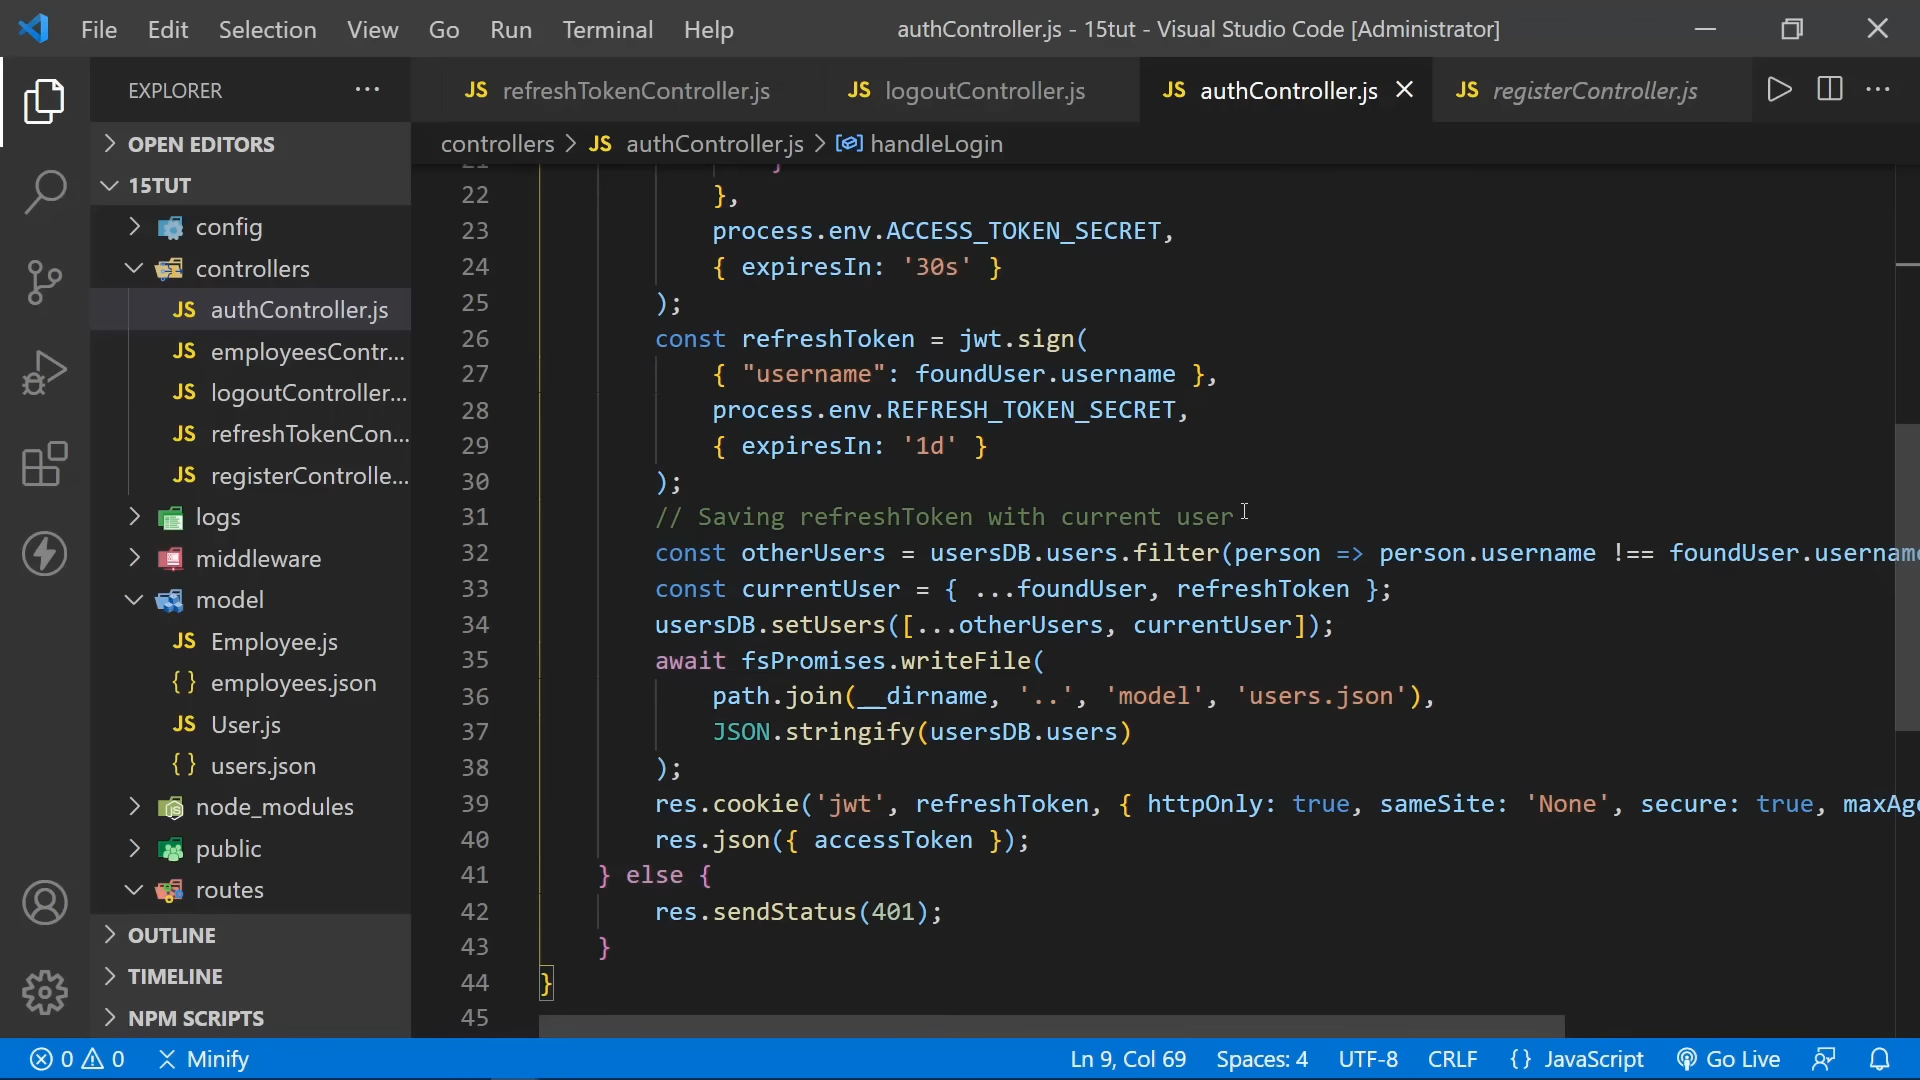 File Edit Selection View Go Run Terminal Help authController.js - 15tut - Visual Studio Code [Administrator]
EXPLORER
JS refreshTokenController.js JS logoutController.js JS authController.js JS registerController.js
controllers > JS authController.js > handleLogin
OPEN EDITORS
15TUT
config
controllers
JS authController.js
JS employeesContr...
JS logoutController...
JS refreshTokenCon...
JS registerControlle...
logs
middleware
model
JS Employee.js
{} employees.json
JS User.js
{} users.json
node_modules
public
routes
OUTLINE
TIMELINE
NPM SCRIPTS
21 }
22 },
23 process.env.ACCESS_TOKEN_SECRET,
24 { expiresIn: '30s' }
25 );
26 const refreshToken = jwt.sign(
27 { "username": foundUser.username },
28 process.env.REFRESH_TOKEN_SECRET,
29 { expiresIn: '1d' }
30 );
31 // Saving refreshToken with current user
32 const otherUsers = usersDB.users.filter(person => person.username !== foundUser.username
33 const currentUser = { ...foundUser, refreshToken };
34 usersDB.setUsers([...otherUsers, currentUser]);
35 await fsPromises.writeFile(
36 path.join(__dirname, '..', 'model', 'users.json'),
37 JSON.stringify(usersDB.users)
38 );
39 res.cookie('jwt', refreshToken, { httpOnly: true, sameSite: 'None', secure: true, maxAge
40 res.json({ accessToken });
41 } else {
42 res.sendStatus(401);
43 }
44 }
45
0 0 Minify Ln 9, Col 69 Spaces: 4 UTF-8 CRLF {} JavaScript Go Live